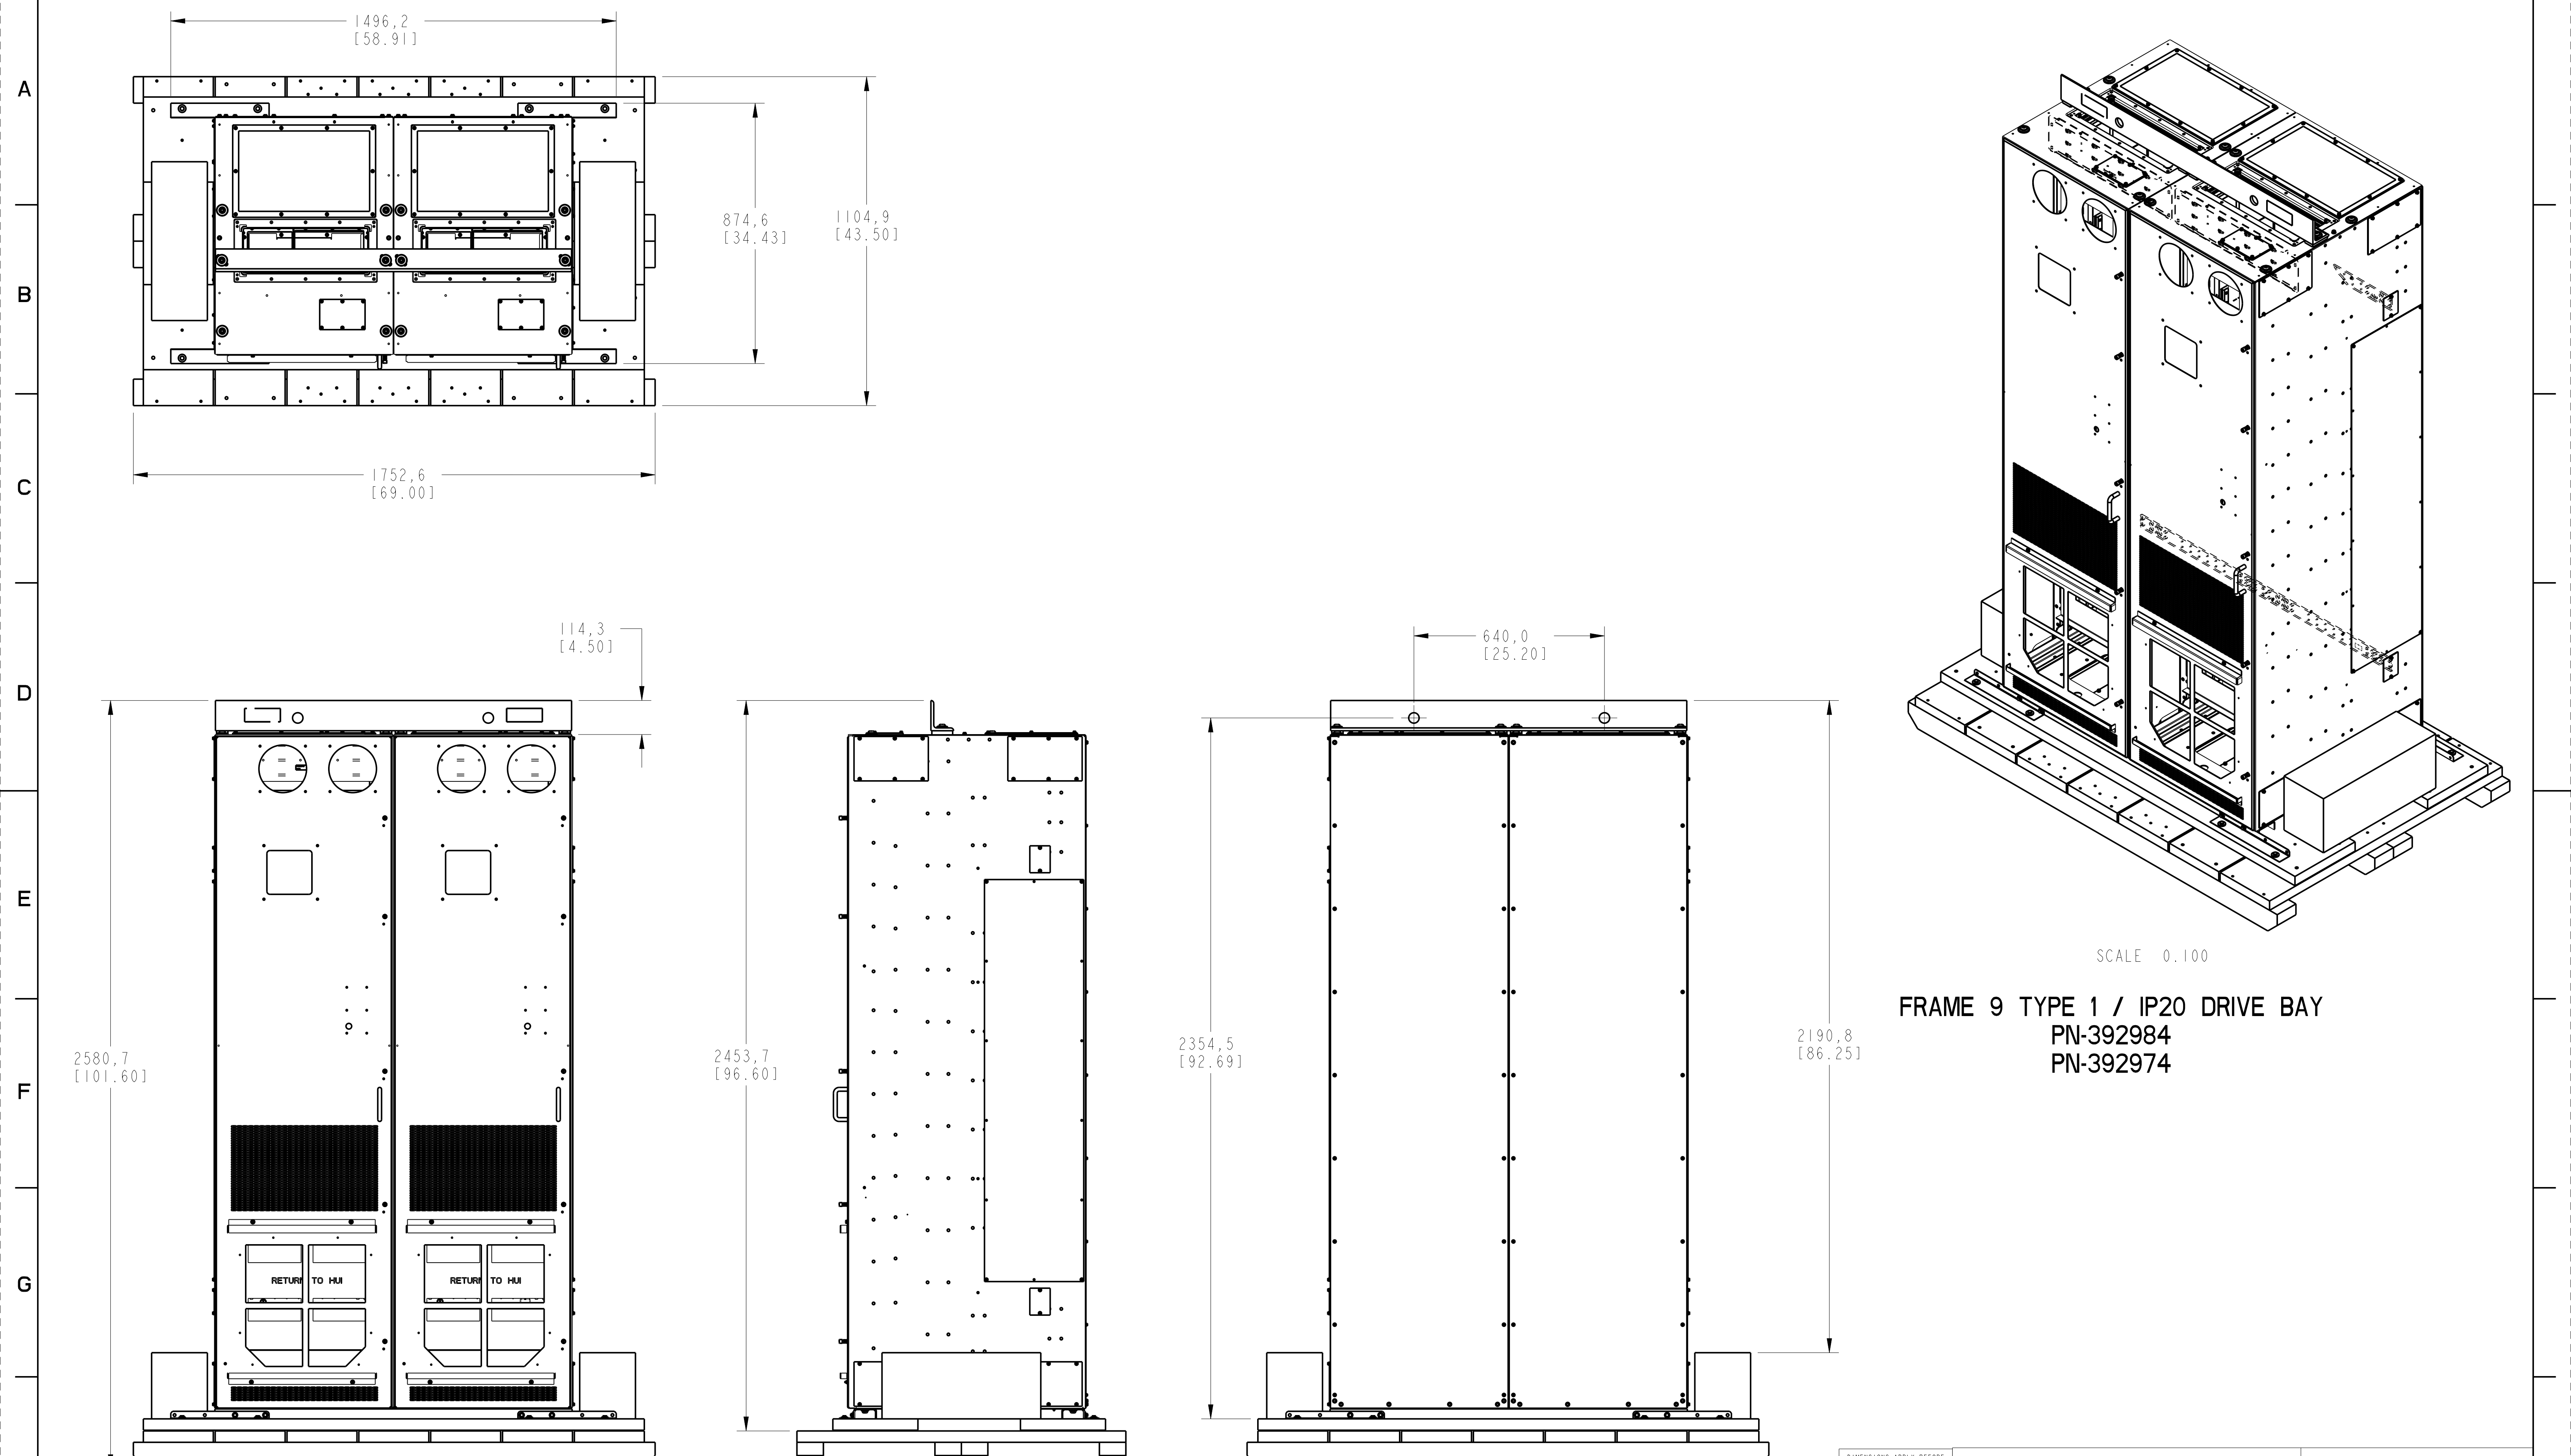 1496,2
[58.91]
A
874,6
[34.43]
1104,9
[43.50]
B
1752,6
[69.00]
C
114,3
[4.50]
640,0
[25.20]
D
E
SCALE 0.100
FRAME 9 TYPE 1 / IP20 DRIVE BAY
PN-392984
PN-392974
2580,7
[101.60]
2453,7
[96.60]
2354,5
[92.69]
2190,8
[86.25]
F
G
RETUR TO HUI
RETUR TO HUI